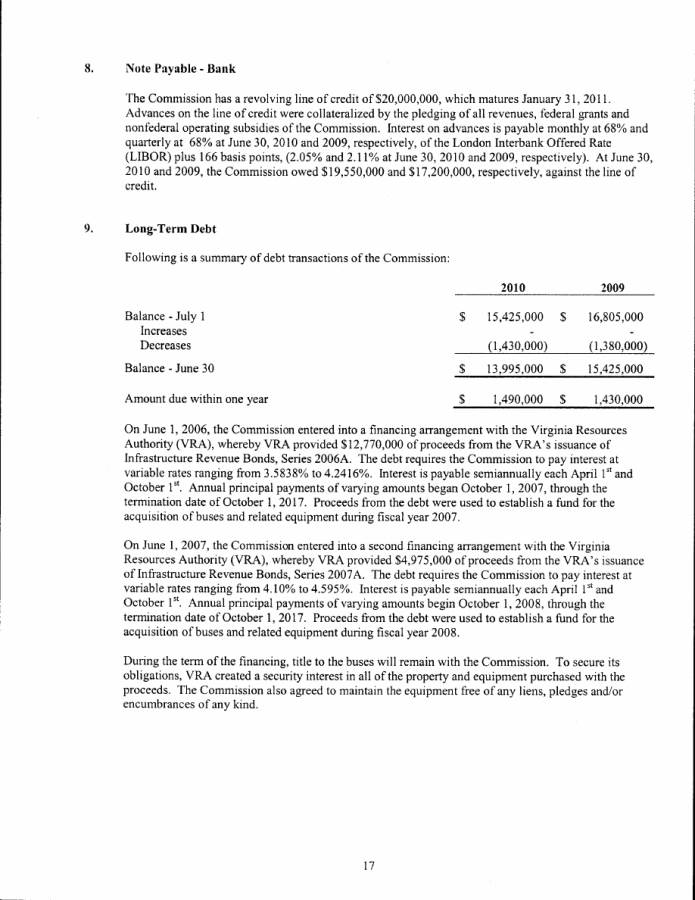 8. Note Payable - Bank
The Commission has a revolving line of credit of $20,000,000, which matures January 31, 2011.
Advances on the line of credit were collateralized by the pledging of all revenues, federal grants and
nonfederal operating subsidies of the Commission. Interest on advances is payable monthly at 68% and
quarterly at 68% at June 30, 2010 and 2009, respectively, of the London Interbank Offered Rate
(LIBOR) plus 166 basis points, (2.05% and 2.11% at June 30, 2010 and 2009, respectively). At June 30,
2010 and 2009, the Commission owed $19,550,000 and $17,200,000, respectively, against the line of
credit.
9. Long-Term Debt
Following is a summary of debt transactions of the Commission:
2010 2009
Balance - July 1 $ 15,425,000 $ 16,805,000
Increases - -
Decreases (1,430,000) (1,380,000)
Balance - June 30 $ 13,995,000 $ 15,425,000
Amount due within one year $ 1,490,000 $ 1,430,000
On June 1, 2006, the Commission entered into a financing arrangement with the Virginia Resources
Authority (VRA), whereby VRA provided $12,770,000 of proceeds from the VRA's issuance of
Infrastructure Revenue Bonds, Series 2006A. The debt requires the Commission to pay interest at
variable rates ranging from 3.5838% to 4.2416%. Interest is payable semiannually each April 1st and
October 1st. Annual principal payments of varying amounts began October 1, 2007, through the
termination date of October 1, 2017. Proceeds from the debt were used to establish a fund for the
acquisition of buses and related equipment during fiscal year 2007.
On June 1, 2007, the Commission entered into a second financing arrangement with the Virginia
Resources Authority (VRA), whereby VRA provided $4,975,000 of proceeds from the VRA's issuance
of Infrastructure Revenue Bonds, Series 2007A. The debt requires the Commission to pay interest at
variable rates ranging from 4.10% to 4.595%. Interest is payable semiannually each April 1st and
October 1st. Annual principal payments of varying amounts begin October 1, 2008, through the
termination date of October 1, 2017. Proceeds from the debt were used to establish a fund for the
acquisition of buses and related equipment during fiscal year 2008.
During the term of the financing, title to the buses will remain with the Commission. To secure its
obligations, VRA created a security interest in all of the property and equipment purchased with the
proceeds. The Commission also agreed to maintain the equipment free of any liens, pledges and/or
encumbrances of any kind.
17